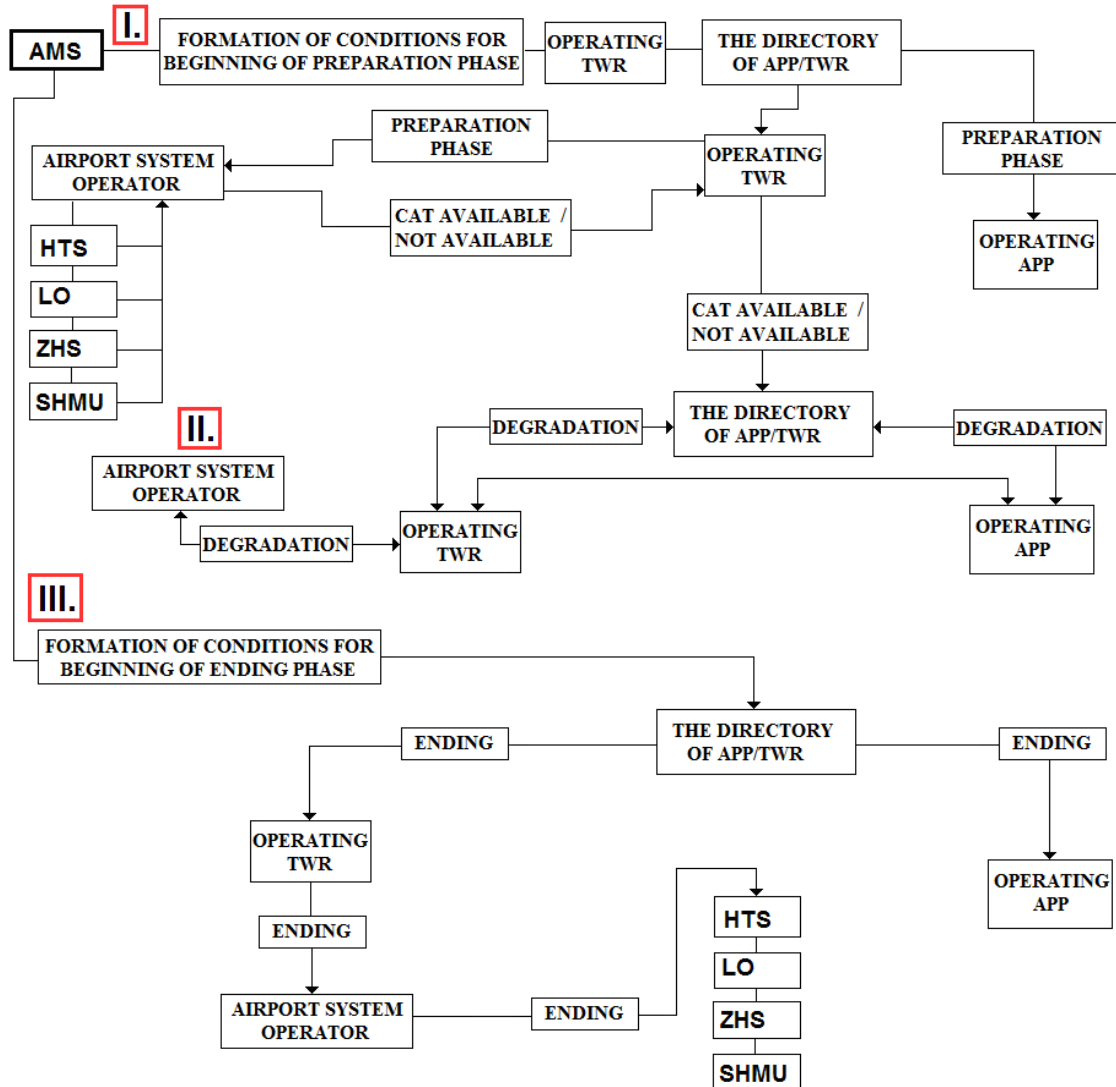 I.
AMS
FORMATION OF CONDITIONS FOR
BEGINNING OF PREPARATION PHASE
OPERATING
TWR
THE DIRECTORY
OF APP/TWR
PREPARATION
PHASE
AIRPORT SYSTEM
OPERATOR
OPERATING
TWR
PREPARATION
PHASE
CAT AVAILABLE /
NOT AVAILABLE
HTS
LO
ZHS
SHMU
OPERATING
APP
CAT AVAILABLE /
NOT AVAILABLE
II.
DEGRADATION
THE DIRECTORY
OF APP/TWR
DEGRADATION
AIRPORT SYSTEM
OPERATOR
DEGRADATION
OPERATING
TWR
OPERATING
APP
III.
FORMATION OF CONDITIONS FOR
BEGINNING OF ENDING PHASE
ENDING
THE DIRECTORY
OF APP/TWR
ENDING
OPERATING
TWR
OPERATING
APP
ENDING
AIRPORT SYSTEM
OPERATOR
ENDING
HTS
LO
ZHS
SHMU